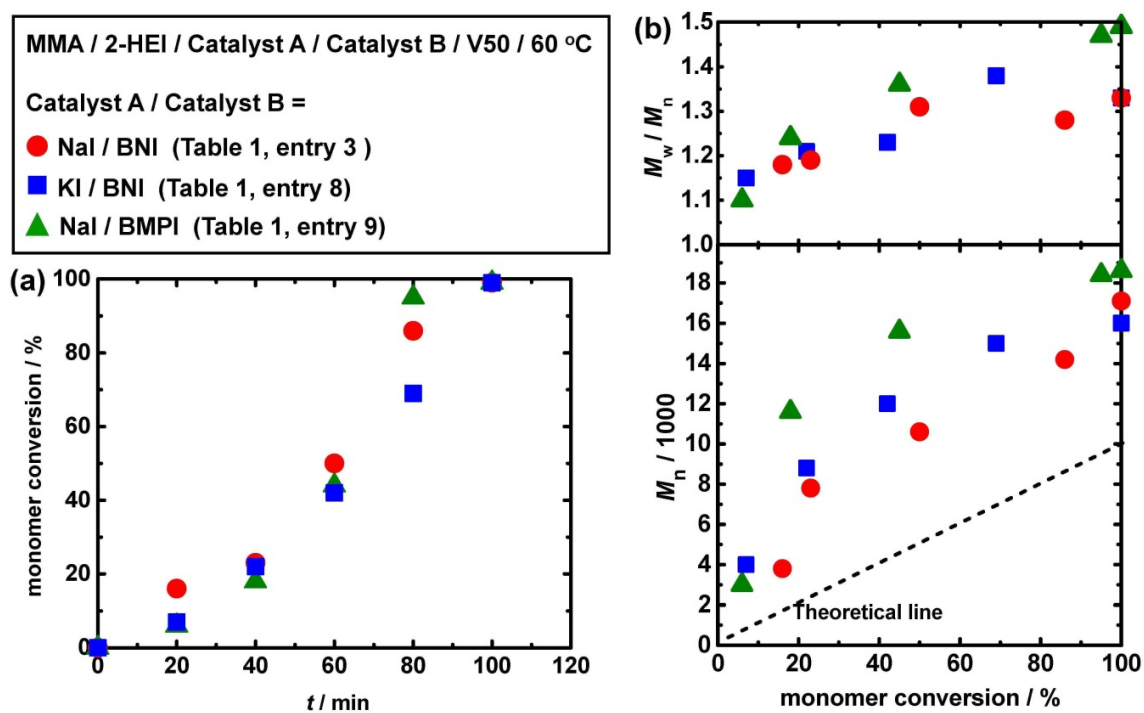 MMA / 2-HEI / Catalyst A / Catalyst B / V50 / 60 °C
Catalyst A / Catalyst B =
NaI / BNI (Table 1, entry 3 )
KI / BNI (Table 1, entry 8)
NaI / BMPI (Table 1, entry 9)
(a)
monomer conversion / %
100
80
60
40
20
0
0 20 40 60 80 100 120
t / min
(b)
Mw / Mn
1.5
1.4
1.3
1.2
1.1
1.0
Mn / 1000
18
16
14
12
10
8
6
4
2
0
Theoretical line
0 20 40 60 80 100
monomer conversion / %